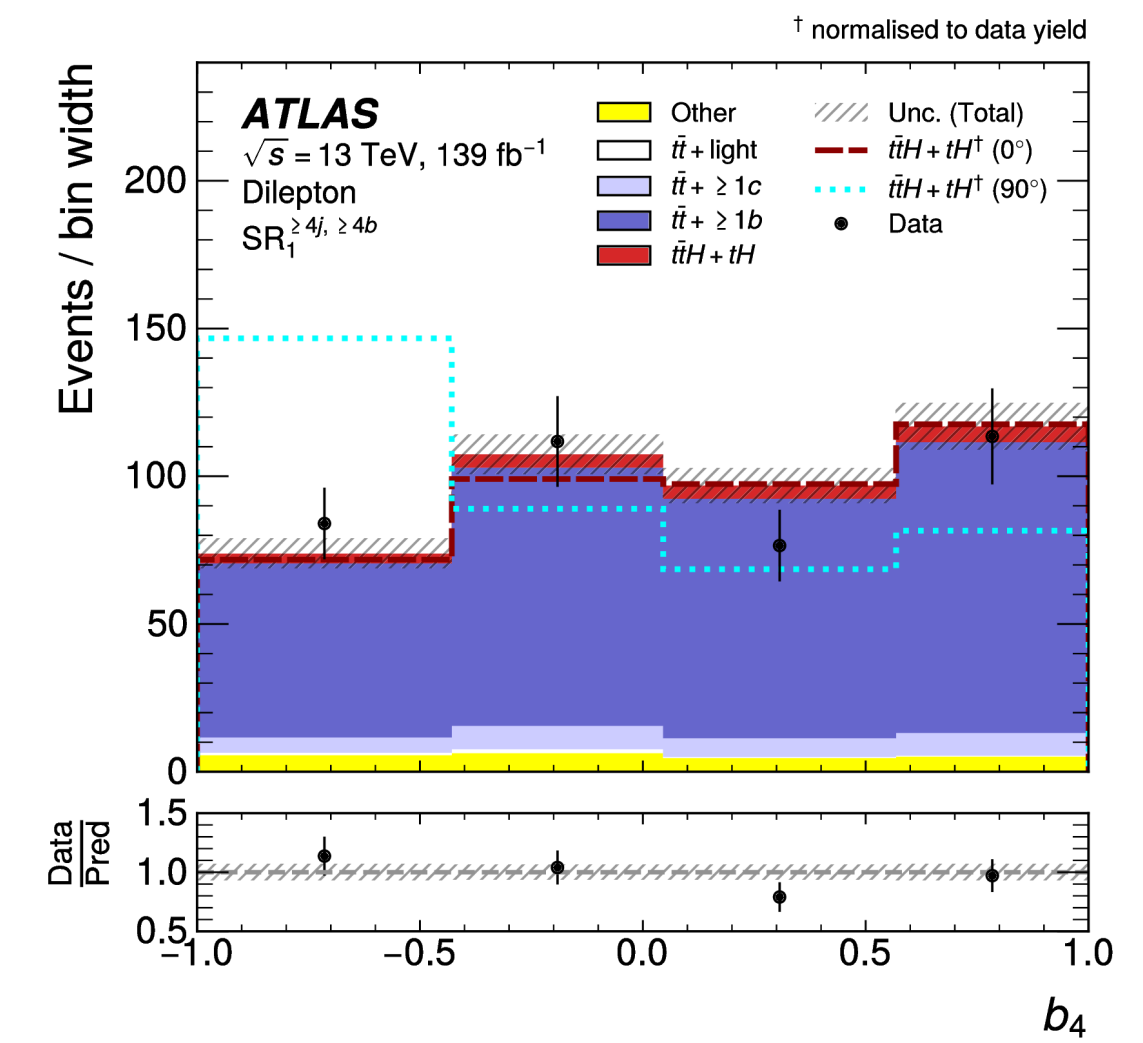 † normalised to data yield
Events / bin width
ATLAS
√s = 13 TeV, 139 fb⁻¹
Dilepton
SR₁^{≥4j, ≥4b}
Other
tt̄ + light
tt̄ + ≥1c
tt̄ + ≥1b
tt̄H + tH
Unc. (Total)
tt̄H + tH† (0°)
tt̄H + tH† (90°)
Data
200
150
100
50
0
Data
Pred
1.5
1.0
0.5
−1.0
−0.5
0.0
0.5
1.0
b₄